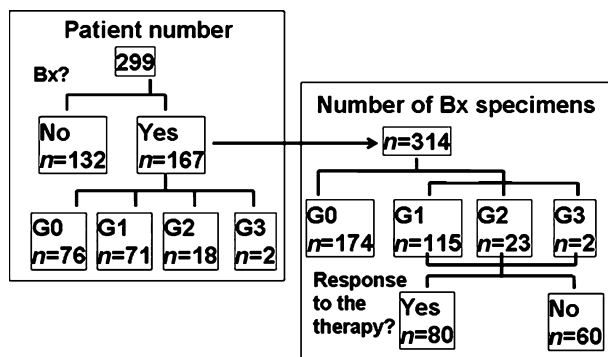 Patient number
299
Bx?
No
n=132
Yes
n=167
G0
n=76
G1
n=71
G2
n=18
G3
n=2
Number of Bx specimens
n=314
G0
n=174
G1
n=115
G2
n=23
G3
n=2
Response
to the
therapy?
Yes
n=80
No
n=60